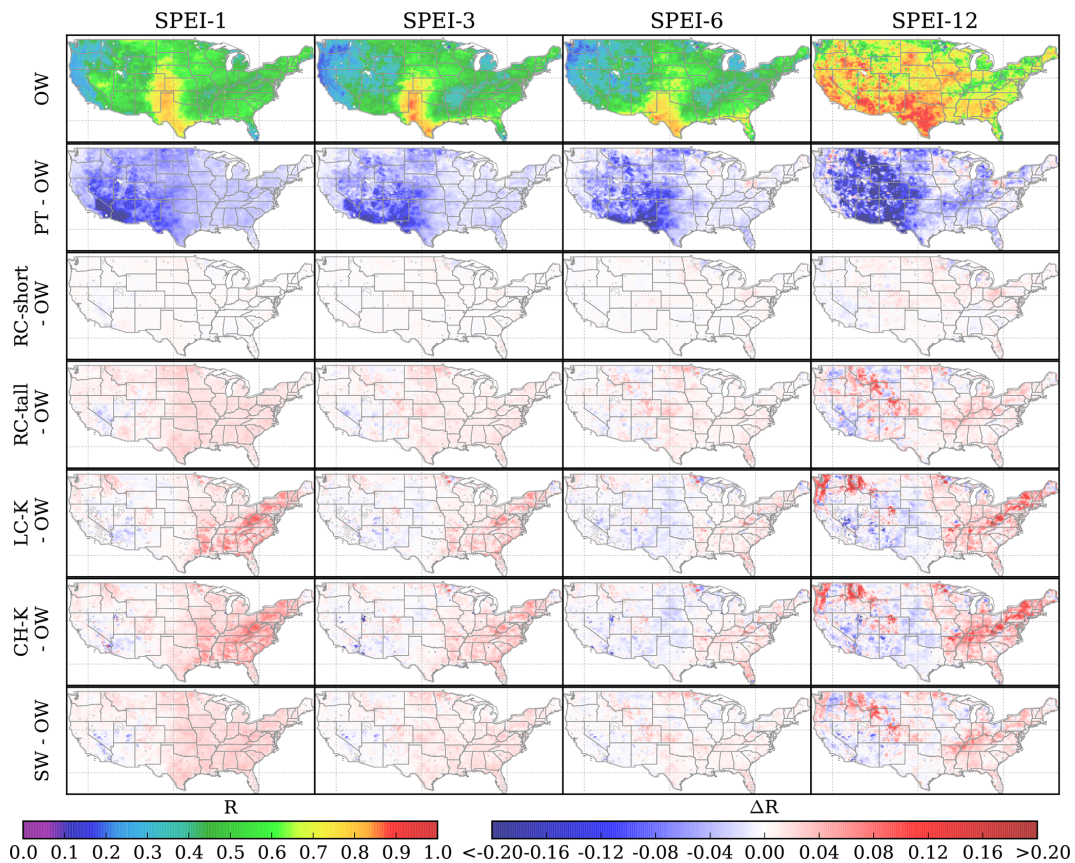 SPEI-1 SPEI-3 SPEI-6 SPEI-12
OW
PT - OW
RC-short
- OW
RC-tall
- OW
LC-K
- OW
CH-K
- OW
SW - OW
R ΔR
0.0 0.1 0.2 0.3 0.4 0.5 0.6 0.7 0.8 0.9 1.0 <-0.20 -0.16 -0.12 -0.08 -0.04 0.00 0.04 0.08 0.12 0.16 >0.20